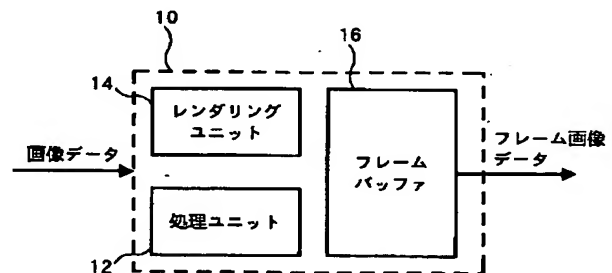 10
16
14
レンダリング
ユニット
画像データ
フレーム
バッファ
フレーム画像
データ
処理ユニット
12